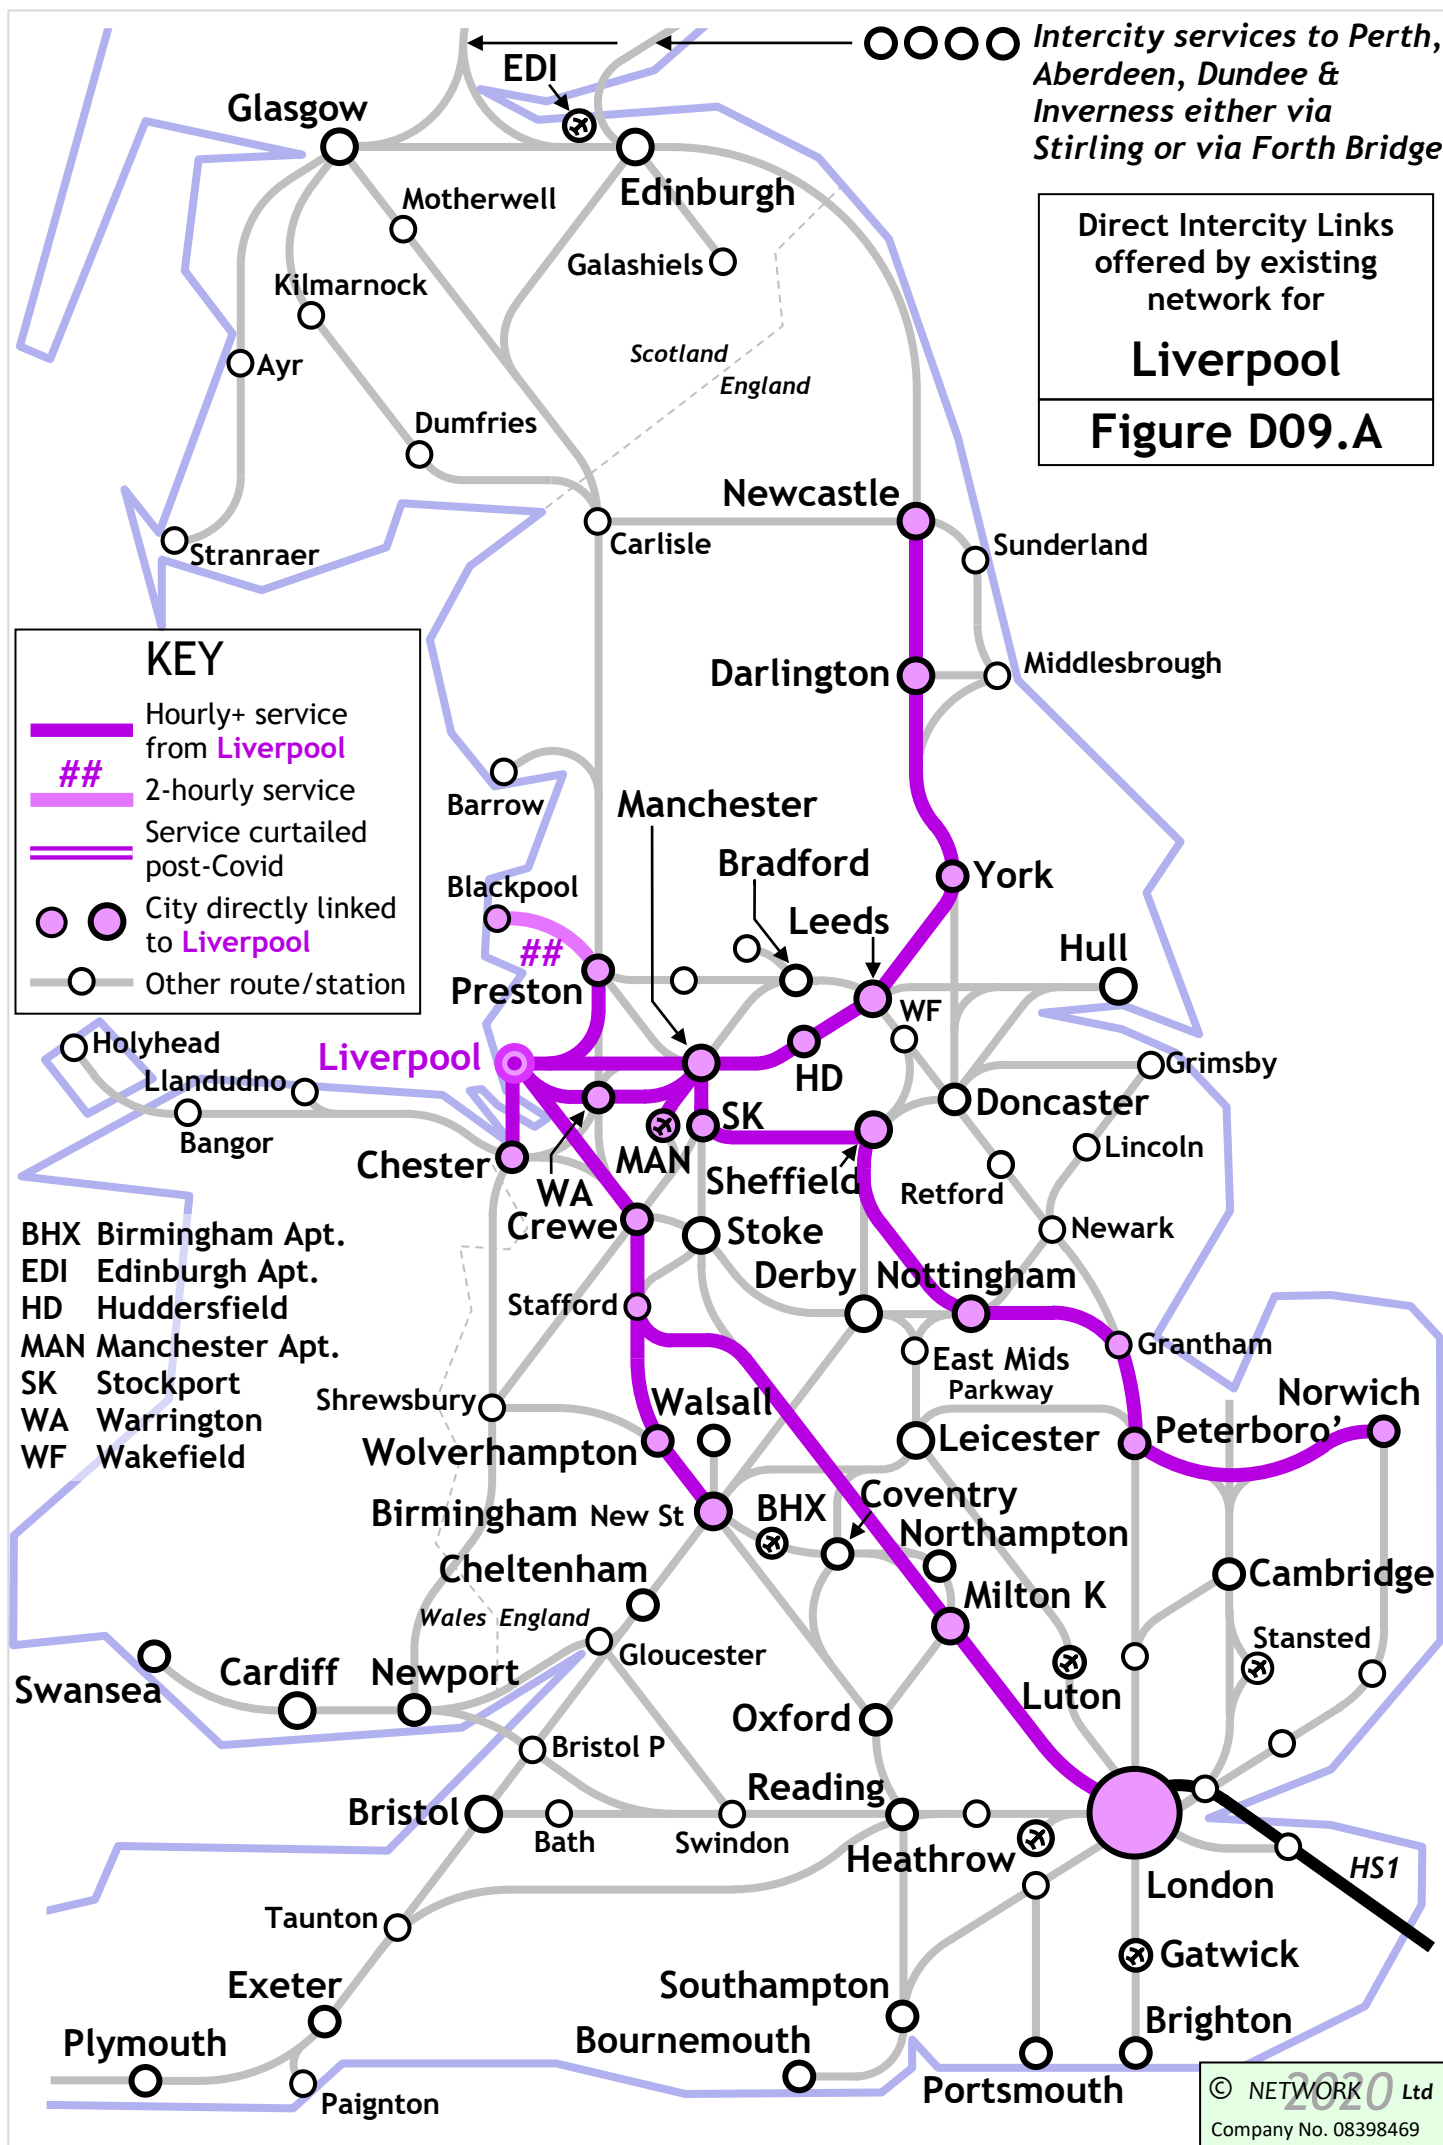 Intercity services to Perth,
Aberdeen, Dundee &
Inverness either via
Stirling or via Forth Bridge
EDI
Glasgow
Edinburgh
Motherwell
Galashiels
Kilmarnock
Direct Intercity Links
offered by existing
network for
Liverpool
Figure D09.A
Scotland
England
Ayr
Dumfries
Newcastle
Sunderland
Carlisle
Stranraer
KEY
Hourly+ service
from Liverpool
##
2-hourly service
Service curtailed
post-Covid
City directly linked
to Liverpool
Other route/station
Darlington
Middlesbrough
Barrow
Manchester
Bradford
York
Blackpool
Leeds
##
Hull
Preston
WF
Holyhead
Liverpool
Llandudno
HD
Grimsby
Bangor
SK
Doncaster
Chester
MAN
Lincoln
WA
Sheffield
Retford
Crewe
Stoke
Newark
BHX Birmingham Apt.
EDI Edinburgh Apt.
HD Huddersfield
MAN Manchester Apt.
SK Stockport
WA Warrington
WF Wakefield
Derby
Nottingham
Stafford
East Mids
Parkway
Grantham
Shrewsbury
Walsall
Norwich
Wolverhampton
Leicester
Peterboro’
Birmingham New St
BHX
Coventry
Northampton
Cheltenham
Cambridge
Milton K
Wales England
Gloucester
Stansted
Swansea
Cardiff
Newport
Luton
Oxford
Bristol P
Reading
Bristol
Bath
Swindon
Heathrow
HS1
London
Taunton
Gatwick
Exeter
Southampton
Brighton
Plymouth
Bournemouth
Paignton
Portsmouth
© NETWORK 2020 Ltd
Company No. 08398469